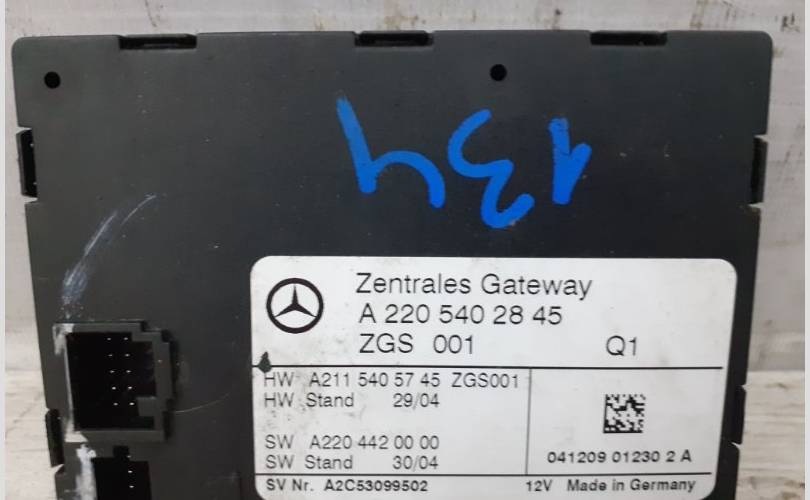 134
Zentrales Gateway
A 220 540 28 45
ZGS 001 Q1
HW A211 540 57 45 ZGS001
HW Stand 29/04
SW A220 442 00 00
SW Stand 30/04
041209 01230 2 A
SV Nr. A2C53099502 12V Made in Germany